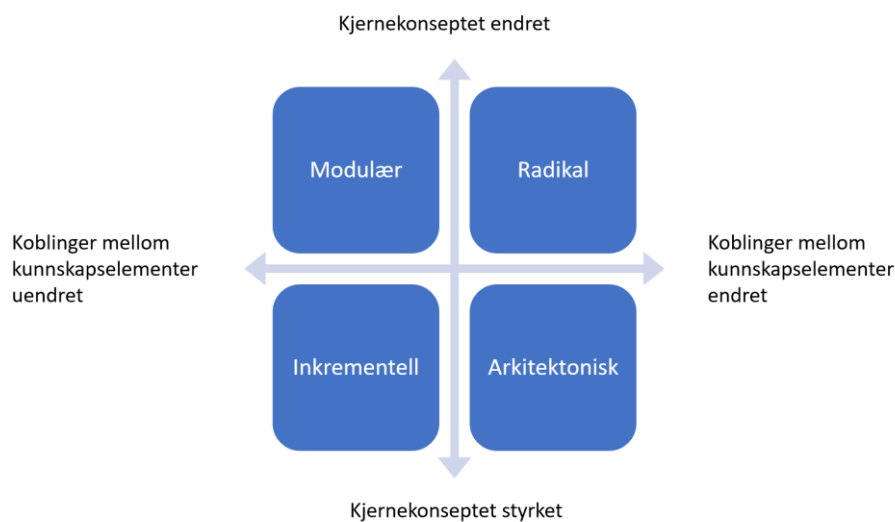 Kjernekonseptet endret
Modulær
Radikal
Koblinger mellom
kunnskapselementer
uendret
Koblinger mellom
kunnskapselementer
endret
Inkrementell
Arkitektonisk
Kjernekonseptet styrket